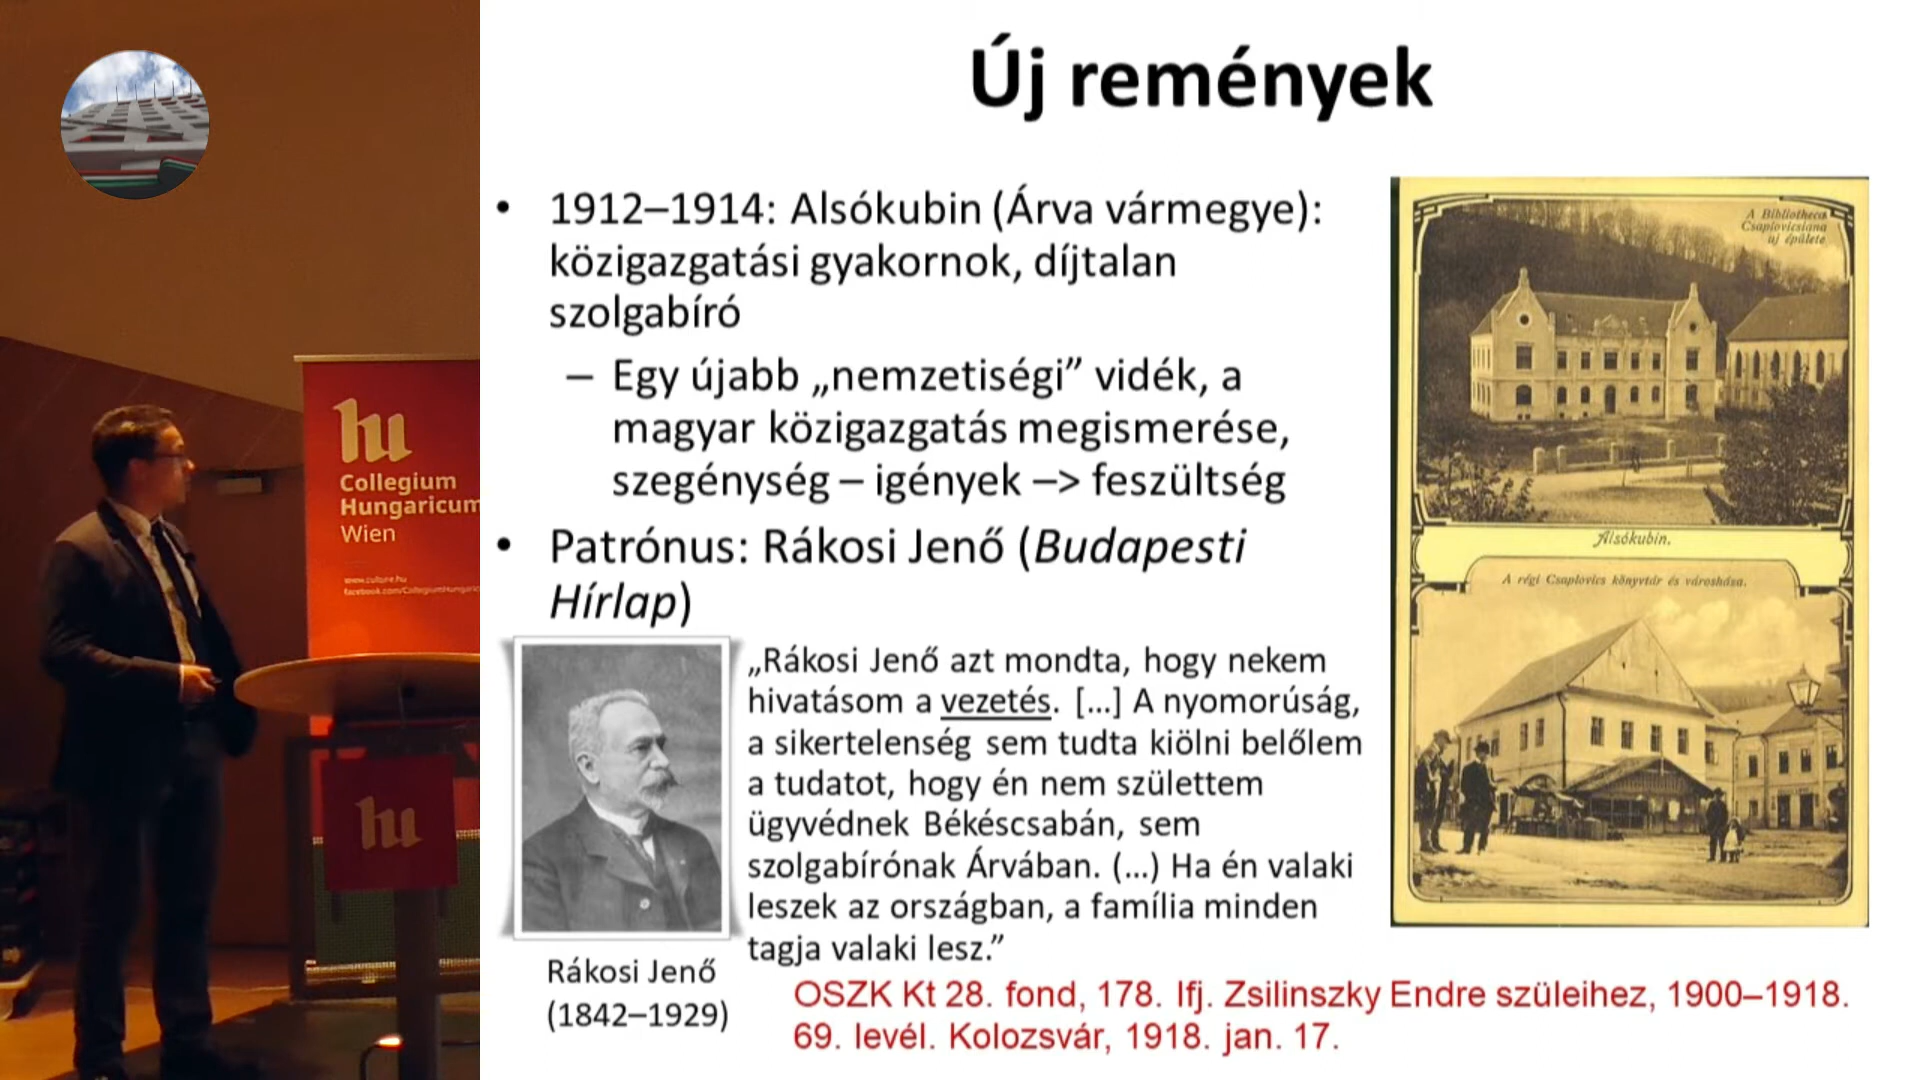 Új remények
• 1912–1914: Alsókubin (Árva vármegye):
közigazgatási gyakornok, díjtalan
szolgabíró
– Egy újabb „nemzetiségi” vidék, a
magyar közigazgatás megismerése,
szegénység – igények –> feszültség
• Patrónus: Rákosi Jenő (Budapesti
Hírlap)
„Rákosi Jenő azt mondta, hogy nekem
hivatásom a vezetés. [...] A nyomorúság,
a sikertelenség sem tudta kiölni belőlem
a tudatot, hogy én nem születtem
ügyvédnek Békéscsabán, sem
szolgabírónak Árvában. (...) Ha én valaki
leszek az országban, a família minden
tagja valaki lesz.”
Rákosi Jenő
(1842–1929)
OSZK Kt 28. fond, 178. Ifj. Zsilinszky Endre szüleihez, 1900–1918.
69. levél. Kolozsvár, 1918. jan. 17.
A Bibliotheca
Csaplovicsiana
uj épülete
Alsókubin.
A régi Csaplovics könyvtár és városháza.
hu
Collegium
Hungaricum
Wien
www.culture.hu
hu